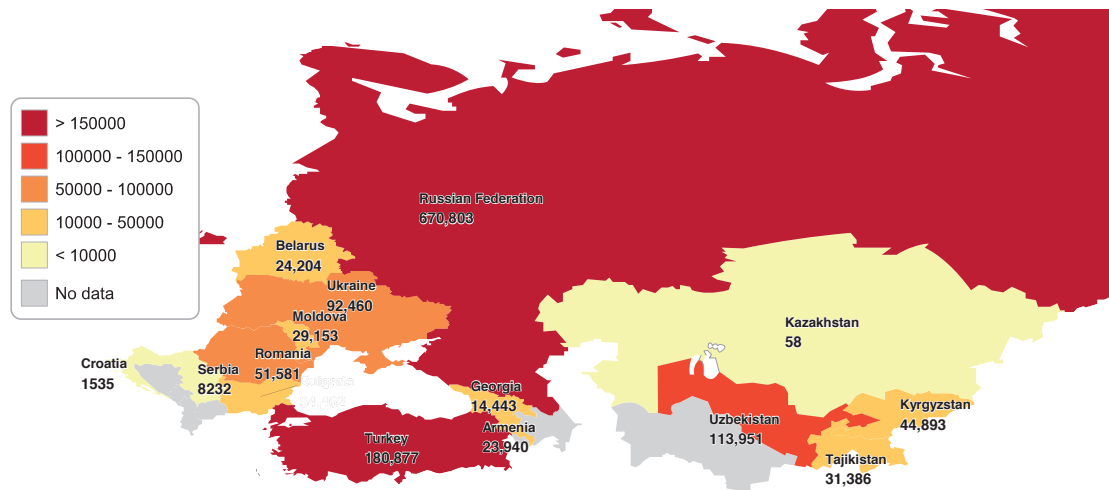 > 150000
100000 - 150000
50000 - 100000
10000 - 50000
< 10000
No data
Russian Federation
670,803
Belarus
24,204
Ukraine
92,460
Moldova
29,153
Romania
51,581
Croatia
1535
Serbia
8232
Bulgaria
Georgia
14,443
Armenia
23,940
Turkey
180,877
Kazakhstan
58
Uzbekistan
113,951
Kyrgyzstan
44,893
Tajikistan
31,386